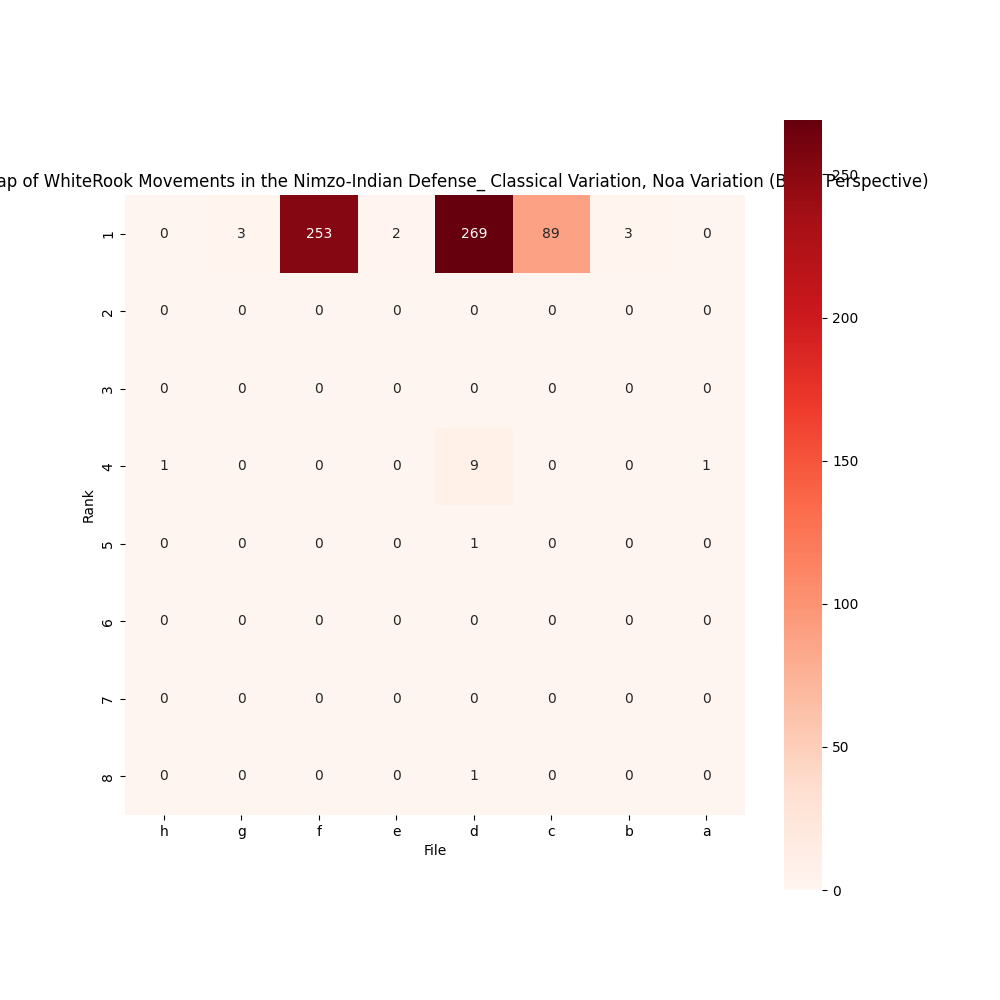 of WhiteRook Movements in the Nimzo-Indian Defense_ Classical Variation, Noa Variation ( Perspective)
250
1 0 3 253 2 269 89 3 0
2 0 0 0 0 0 0 0 0
200
3 0 0 0 0 0 0 0 0
4 1 0 0 0 9 0 0 1
150
Rank
5 0 0 0 0 1 0 0 0
100
6 0 0 0 0 0 0 0 0
7 0 0 0 0 0 0 0 0
50
8 0 0 0 0 1 0 0 0
h g f e d c b a
File
0